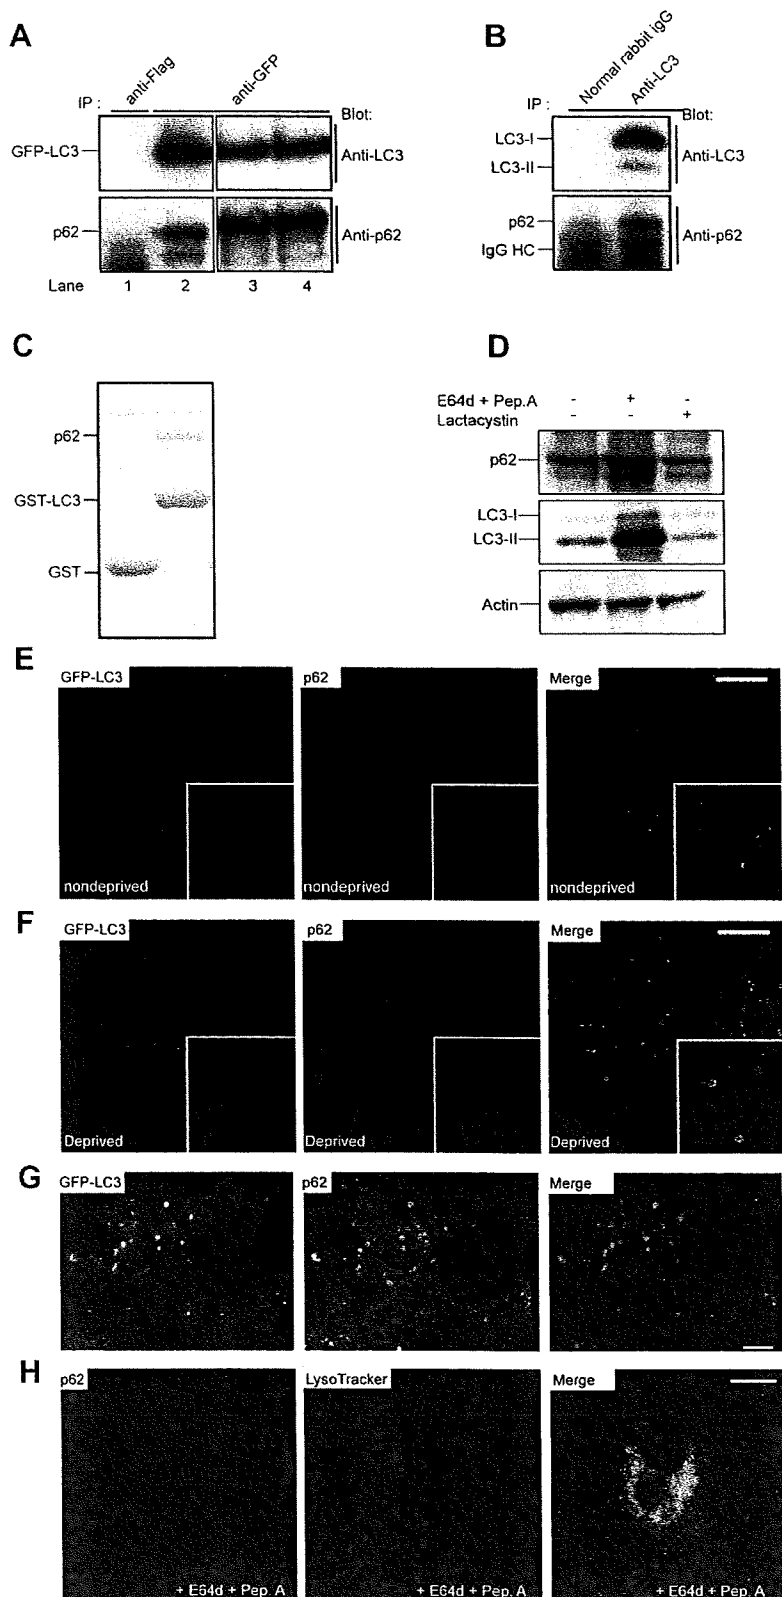 A
IP : anti-Flag anti-GFP
Blot:
GFP-LC3 Anti-LC3
p62 Anti-p62
Lane 1 2 3 4
B
IP : Normal rabbit igG Anti-LC3
Blot:
LC3-I
LC3-II Anti-LC3
p62
IgG HC Anti-p62
C
p62
GST-LC3
GST
D
E64d + Pep.A - + -
Lactacystin - - +
p62
LC3-I
LC3-II
Actin
E
GFP-LC3 p62 Merge
nondeprived nondeprived nondeprived
F
GFP-LC3 p62 Merge
Deprived Deprived Deprived
G
GFP-LC3 p62 Merge
H
p62 LysoTracker Merge
+ E64d + Pep. A + E64d + Pep. A + E64d + Pep. A